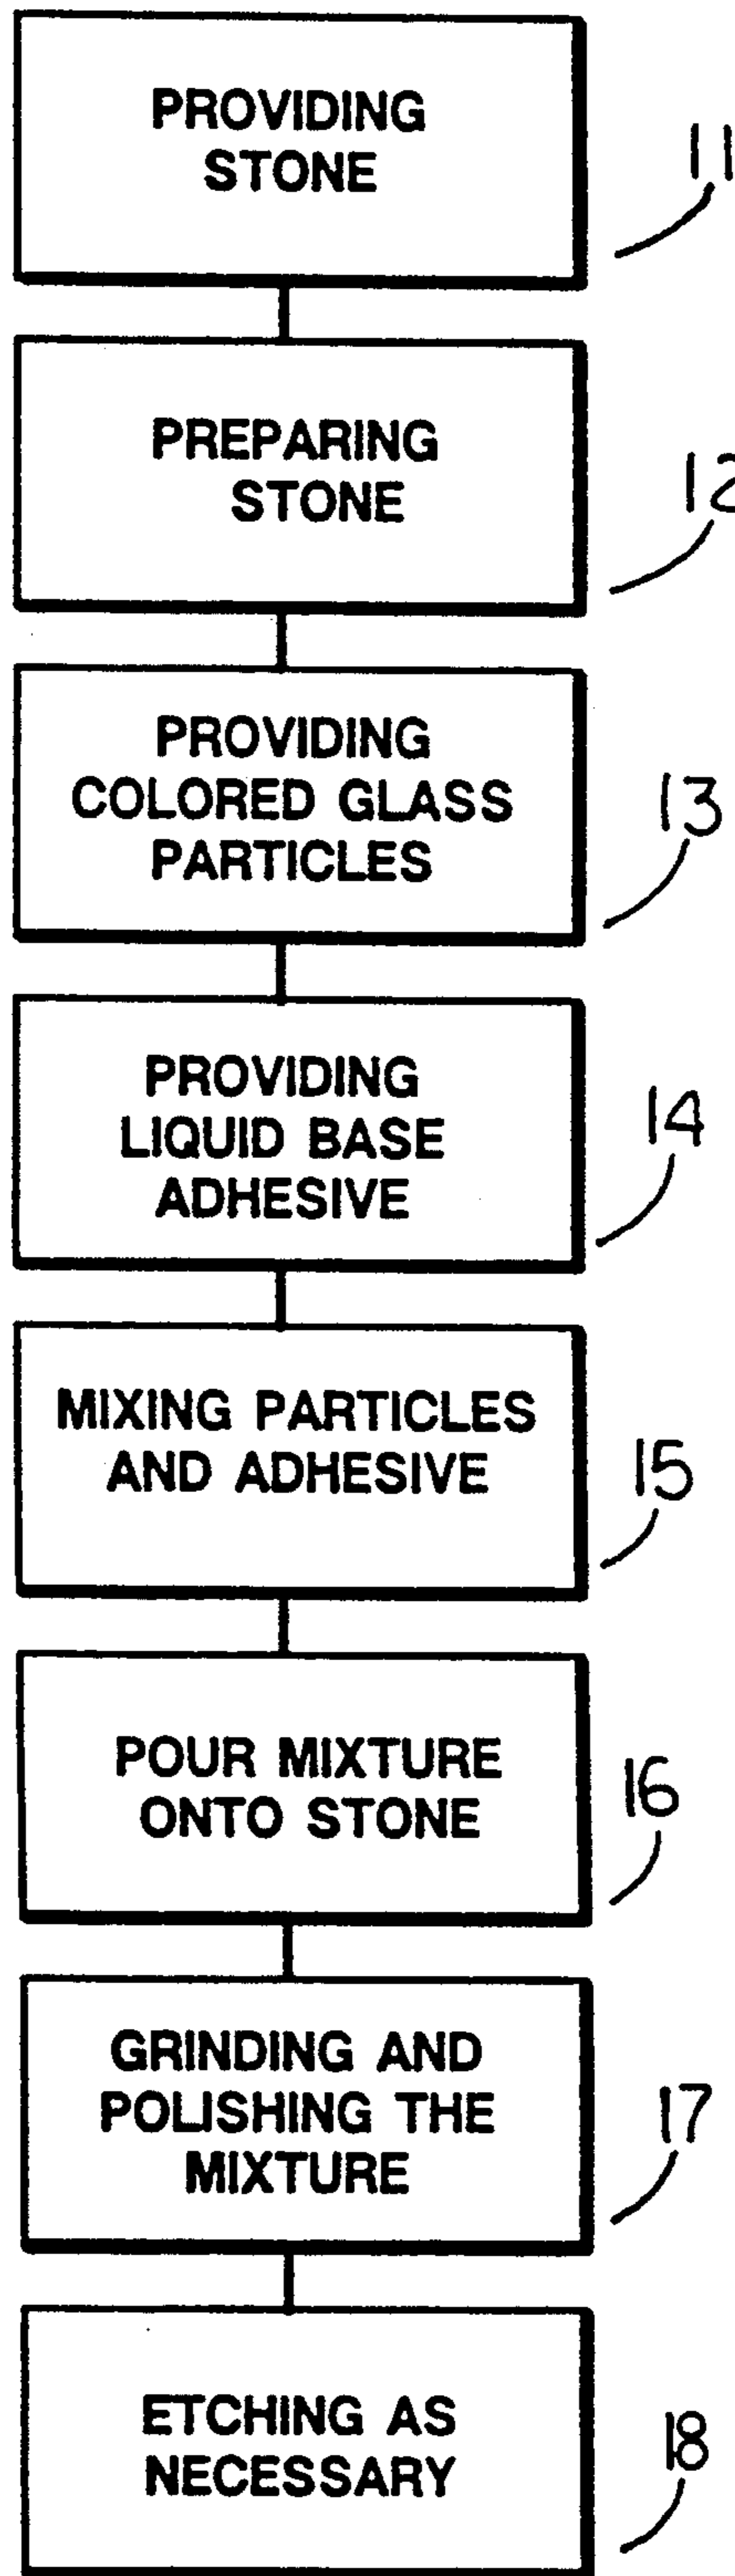 PROVIDING
STONE
11
PREPARING
STONE
12
PROVIDING
COLORED GLASS
PARTICLES
13
PROVIDING
LIQUID BASE
ADHESIVE
14
MIXING PARTICLES
AND ADHESIVE
15
POUR MIXTURE
ONTO STONE
16
GRINDING AND
POLISHING THE
MIXTURE
17
ETCHING AS
NECESSARY
18